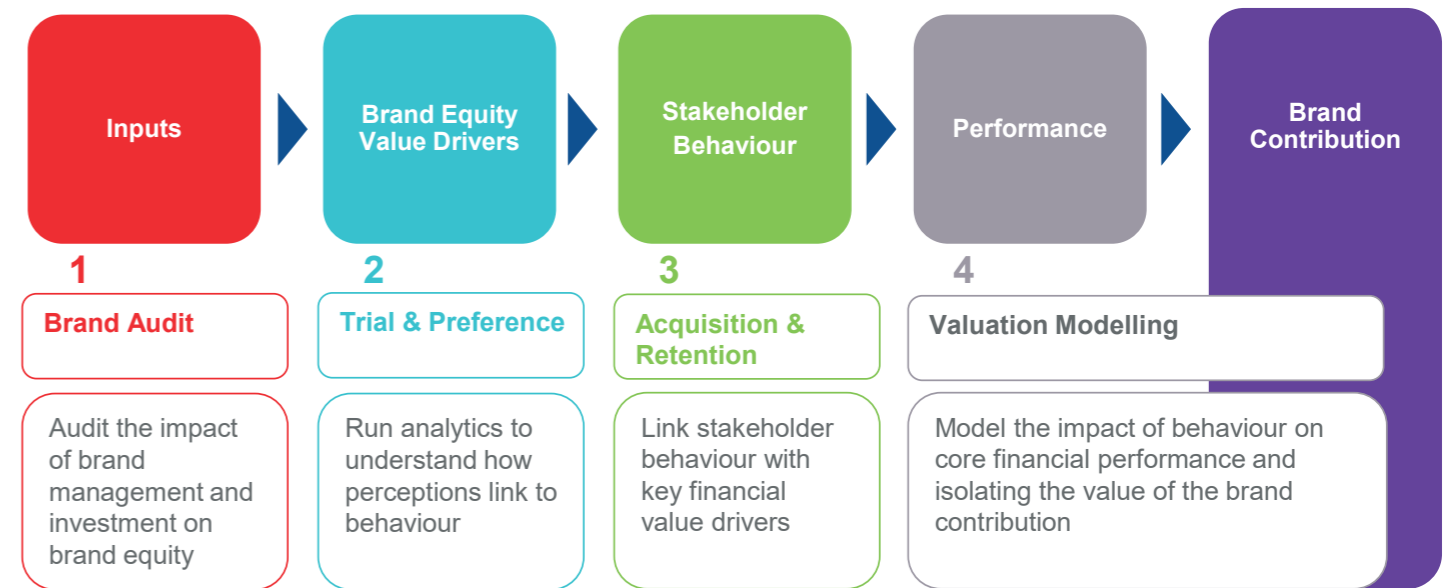 Inputs
Brand Equity
Value Drivers
Stakeholder
Behaviour
Performance
Brand
Contribution
1
Brand Audit
Audit the impact
of brand
management and
investment on
brand equity
2
Trial & Preference
Run analytics to
understand how
perceptions link to
behaviour
3
Acquisition &
Retention
Link stakeholder
behaviour with
key financial
value drivers
4
Valuation Modelling
Model the impact of behaviour on
core financial performance and
isolating the value of the brand
contribution